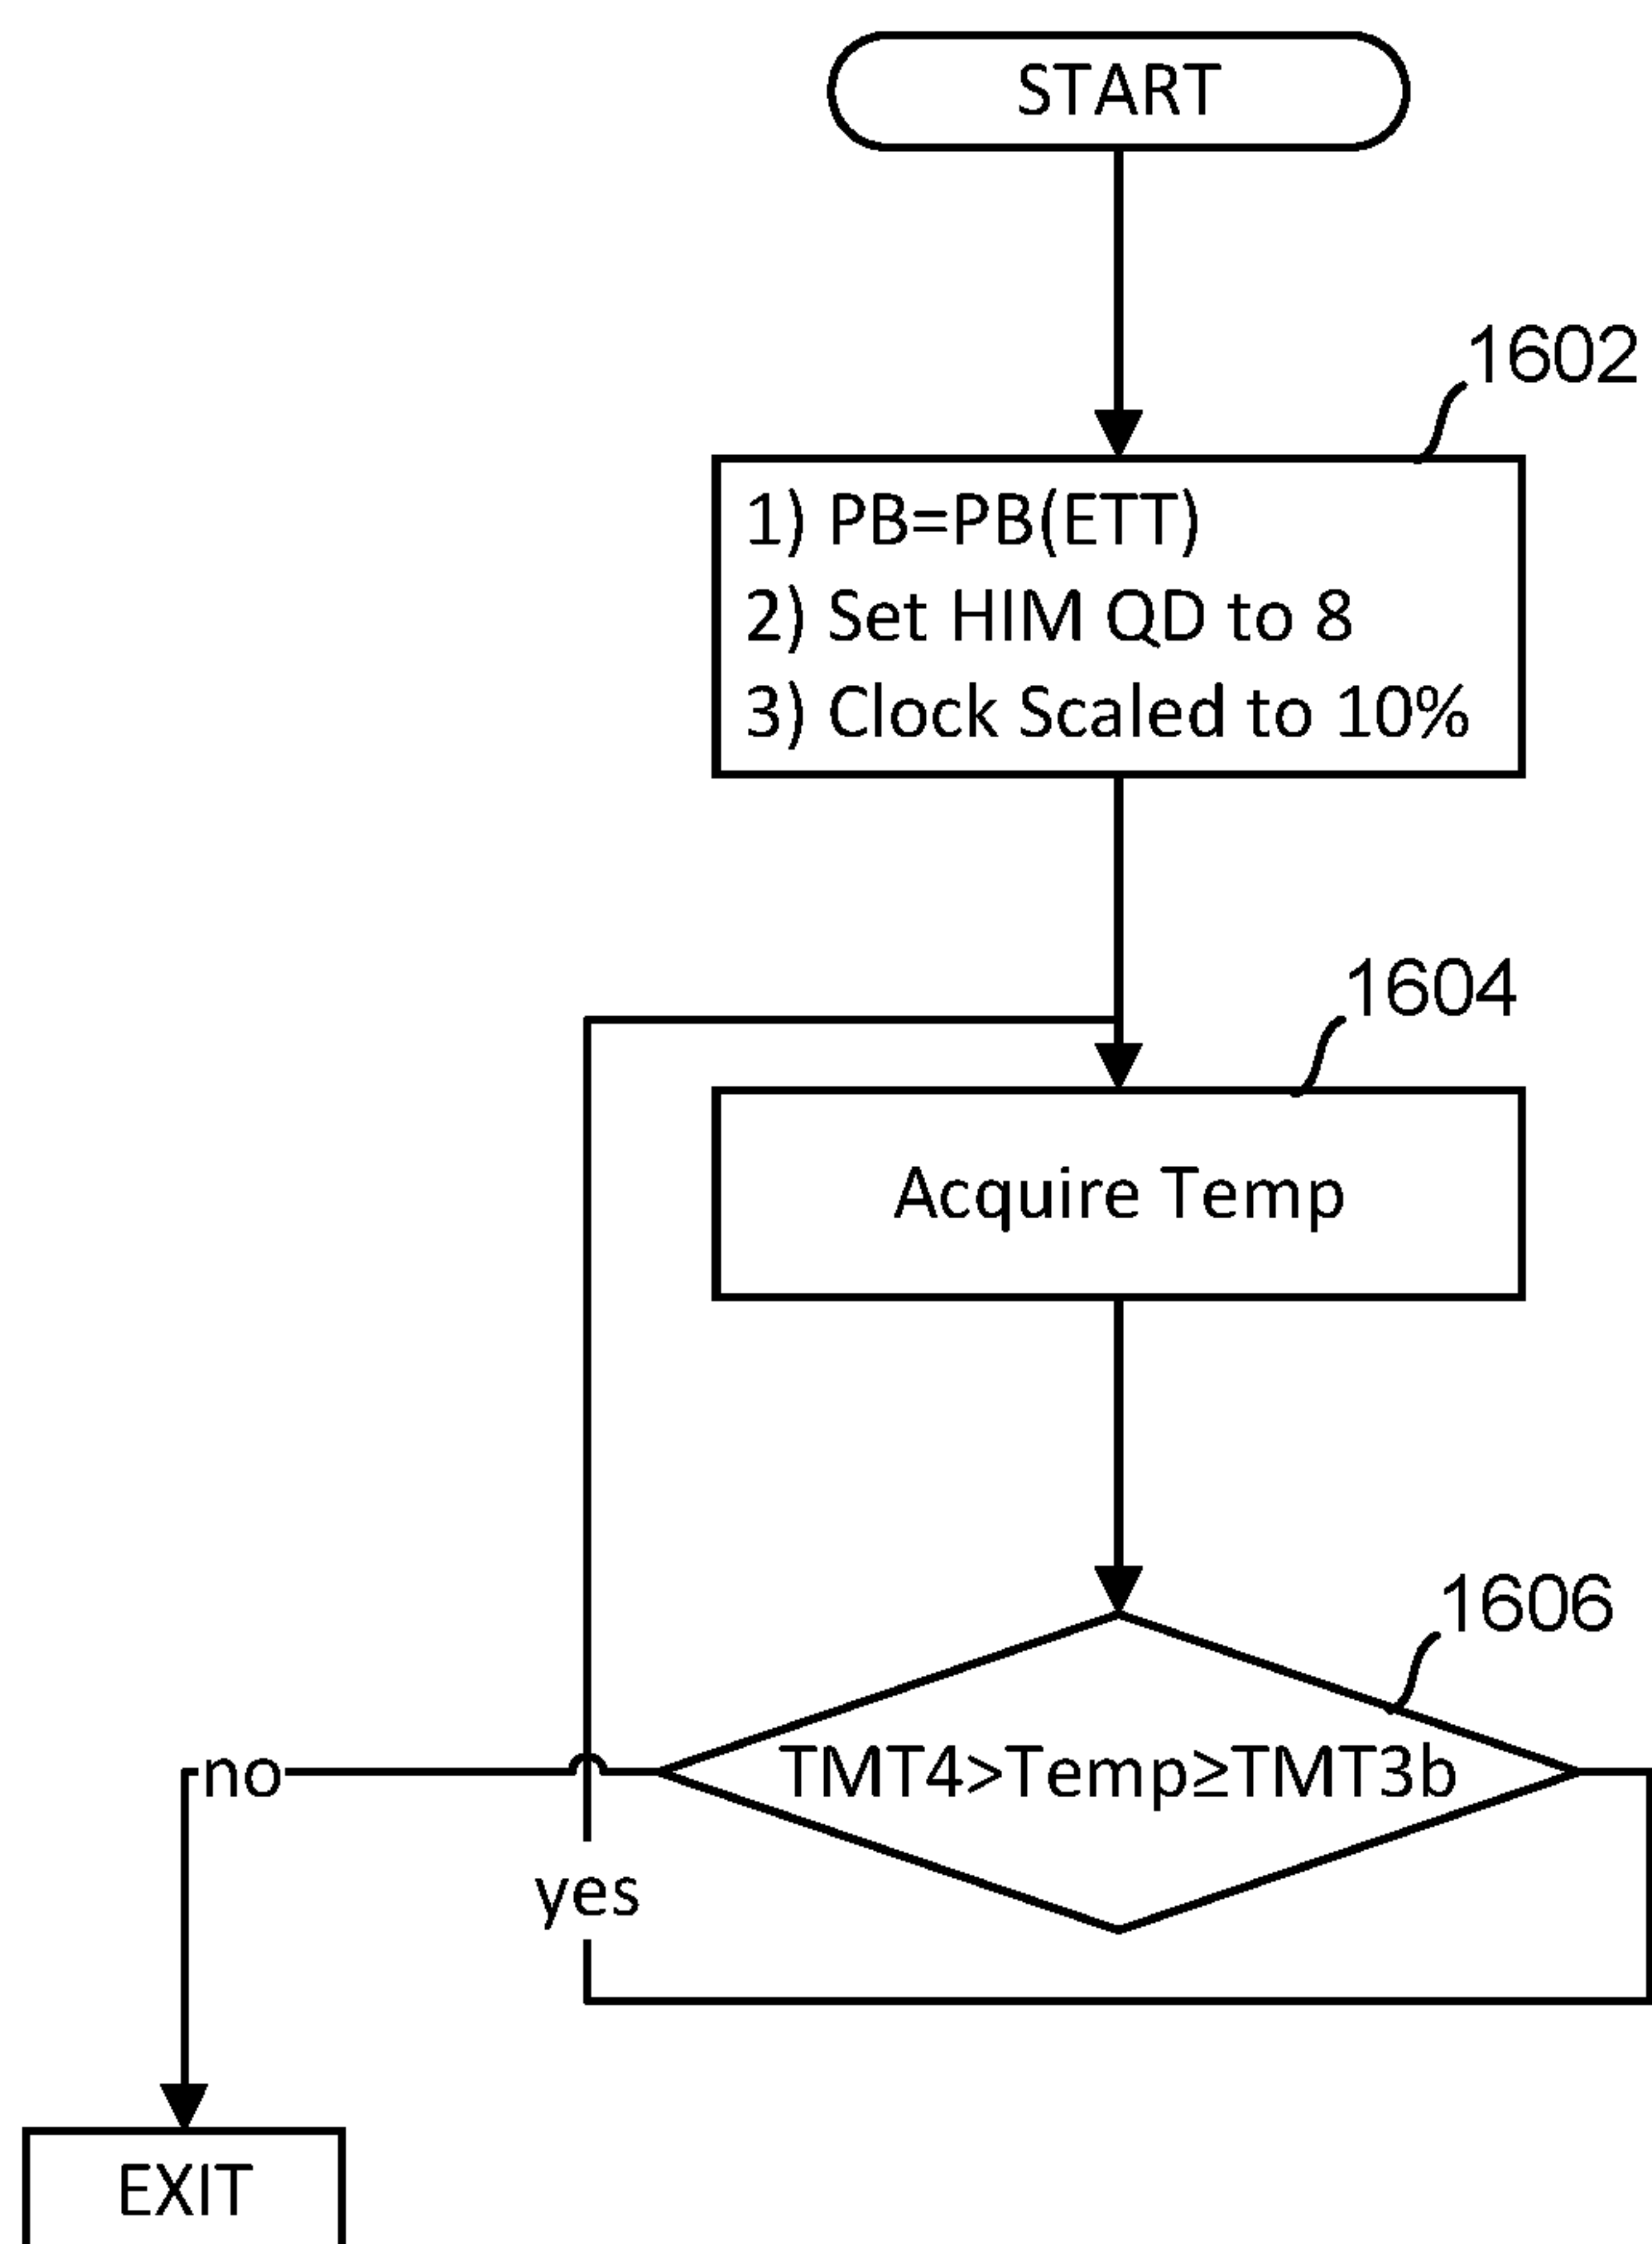 START
1602
1) PB=PB(ETT)
2) Set HIM QD to 8
3) Clock Scaled to 10%
1604
Acquire Temp
1606
TMT4>Temp≥TMT3b
no
yes
EXIT